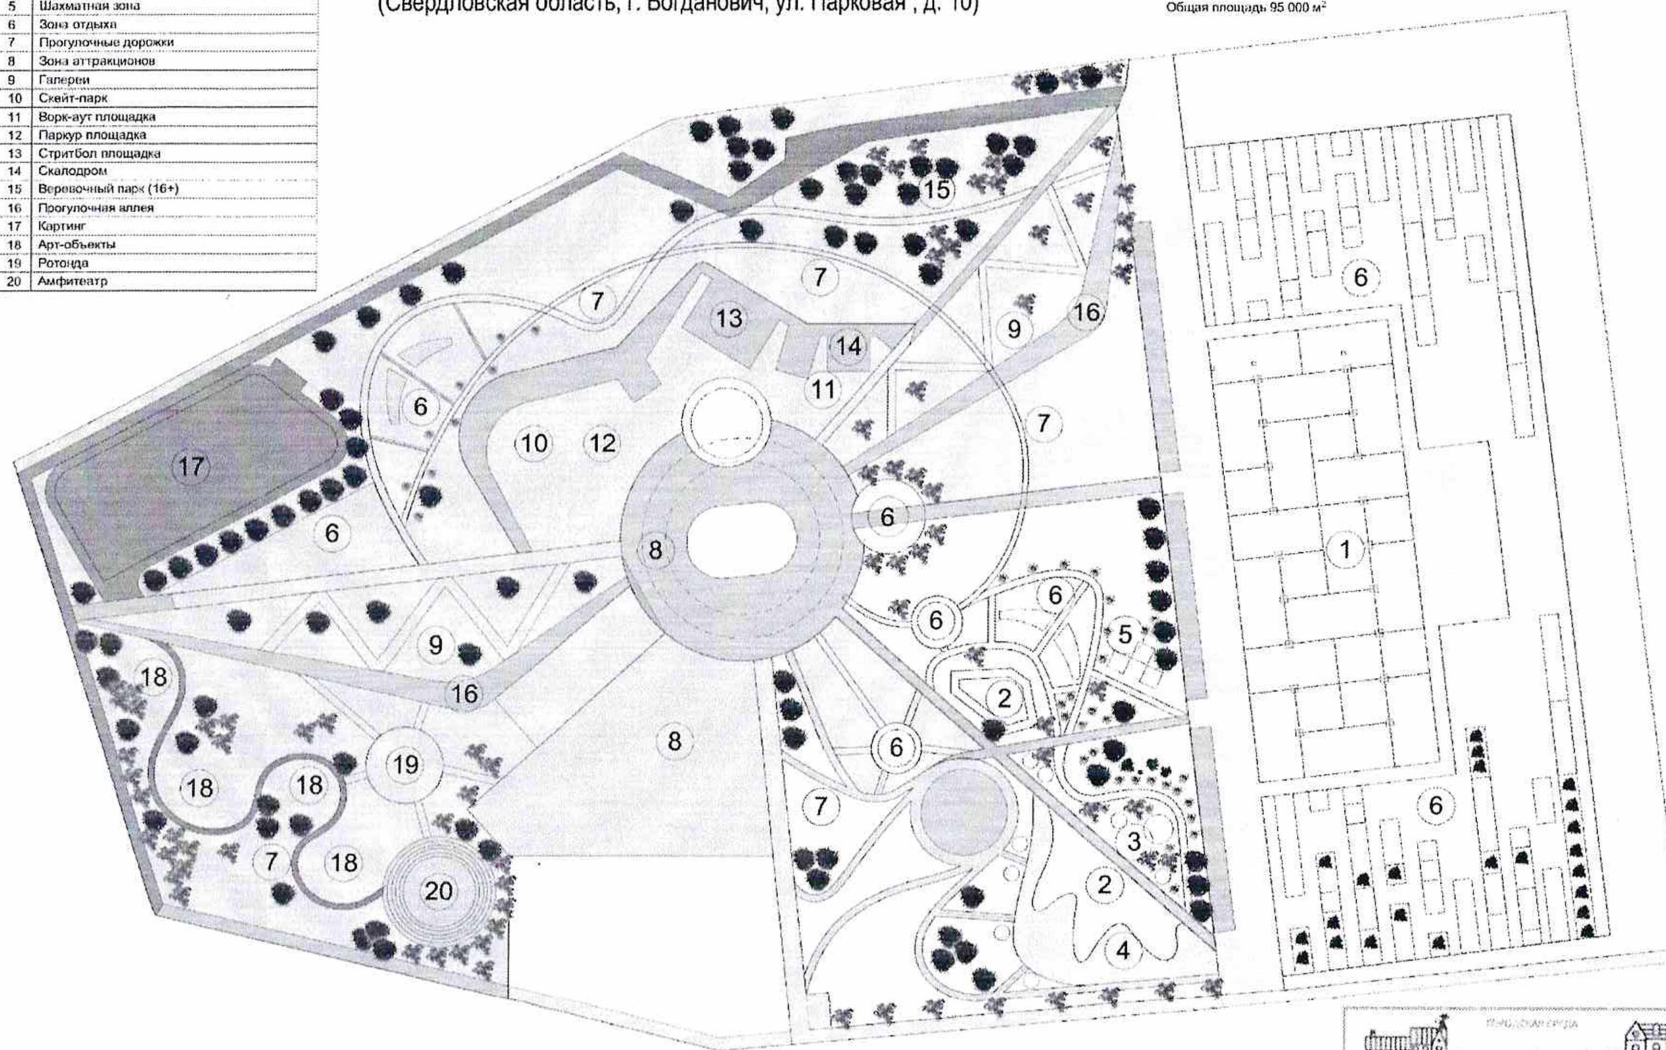 (Свердловская область, г. Богданович, ул. Парковая , д. 10)
Общая площадь 95 000 м²
5 Шахматная зона
6 Зона отдыха
7 Прогулочные дорожки
8 Зона аттракционов
9 Галереи
10 Скейт-парк
11 Ворк-аут площадка
12 Паркур площадка
13 Стритбол площадка
14 Скалодром
15 Веревочный парк (16+)
16 Прогулочная аллея
17 Картинг
18 Арт-объекты
19 Ротонда
20 Амфитеатр
15
6
7
7
13
16
9
14
11
6
7
10
12
17
6
6
8
1
6
6
5
9
18
16
2
8
6
19
18
18
7
6
3
7
18
2
20
4
ГОРОДСКАЯ СРЕДА